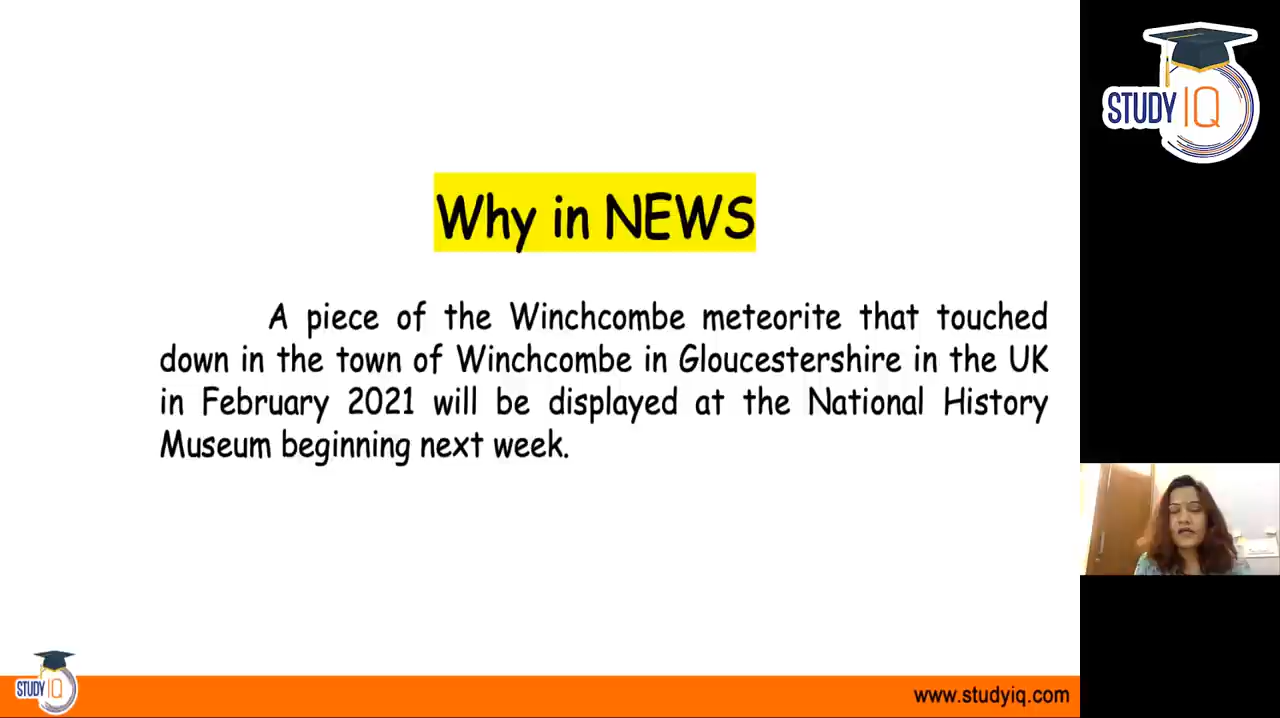 STUDY IQ
Why in NEWS
A piece of the Winchcombe meteorite that touched
down in the town of Winchcombe in Gloucestershire in the UK
in February 2021 will be displayed at the National History
Museum beginning next week.
STUDY IQ
www.studyiq.com